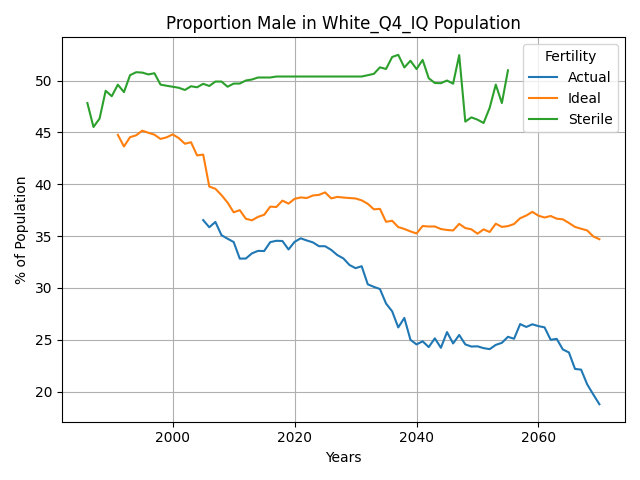 Proportion Male in White_Q4_IQ Population
Fertility
Actual
Ideal
Sterile
% of Population
50
45
40
35
30
25
20
2000 2020 2040 2060
Years